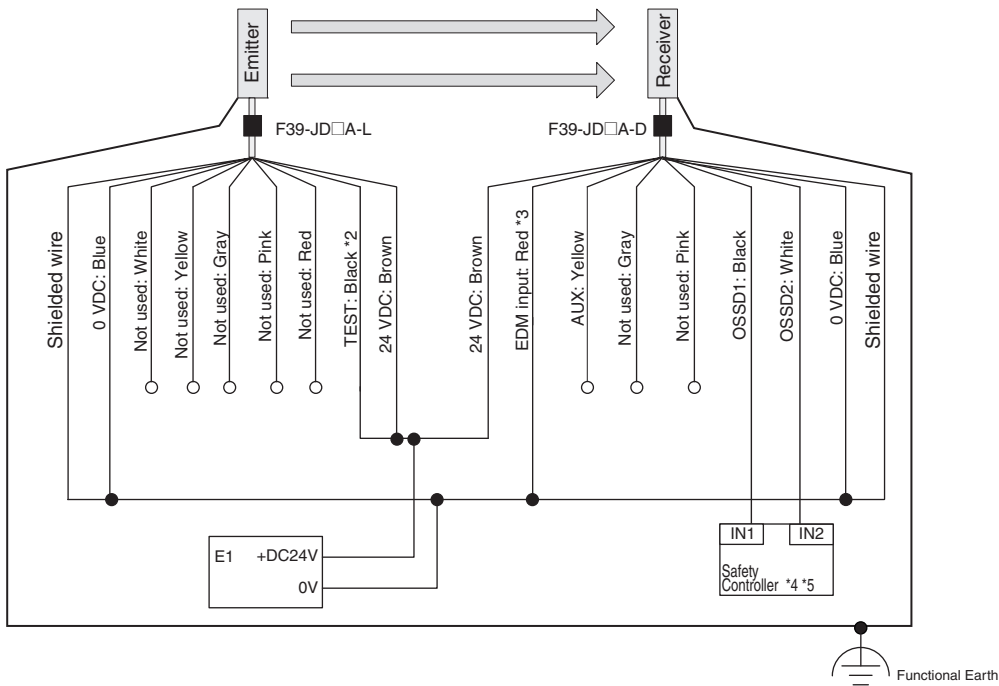 Emitter
Receiver
F39-JD□A-L
F39-JD□A-D
Shielded wire
0 VDC: Blue
Not used: White
Not used: Yellow
Not used: Gray
Not used: Pink
Not used: Red
TEST: Black *2
24 VDC: Brown
24 VDC: Brown
EDM input: Red *3
AUX: Yellow
Not used: Gray
Not used: Pink
OSSD1: Black
OSSD2: White
0 VDC: Blue
Shielded wire
E1 +DC24V
0V
IN1 IN2
Safety
Controller *4 *5
Functional Earth